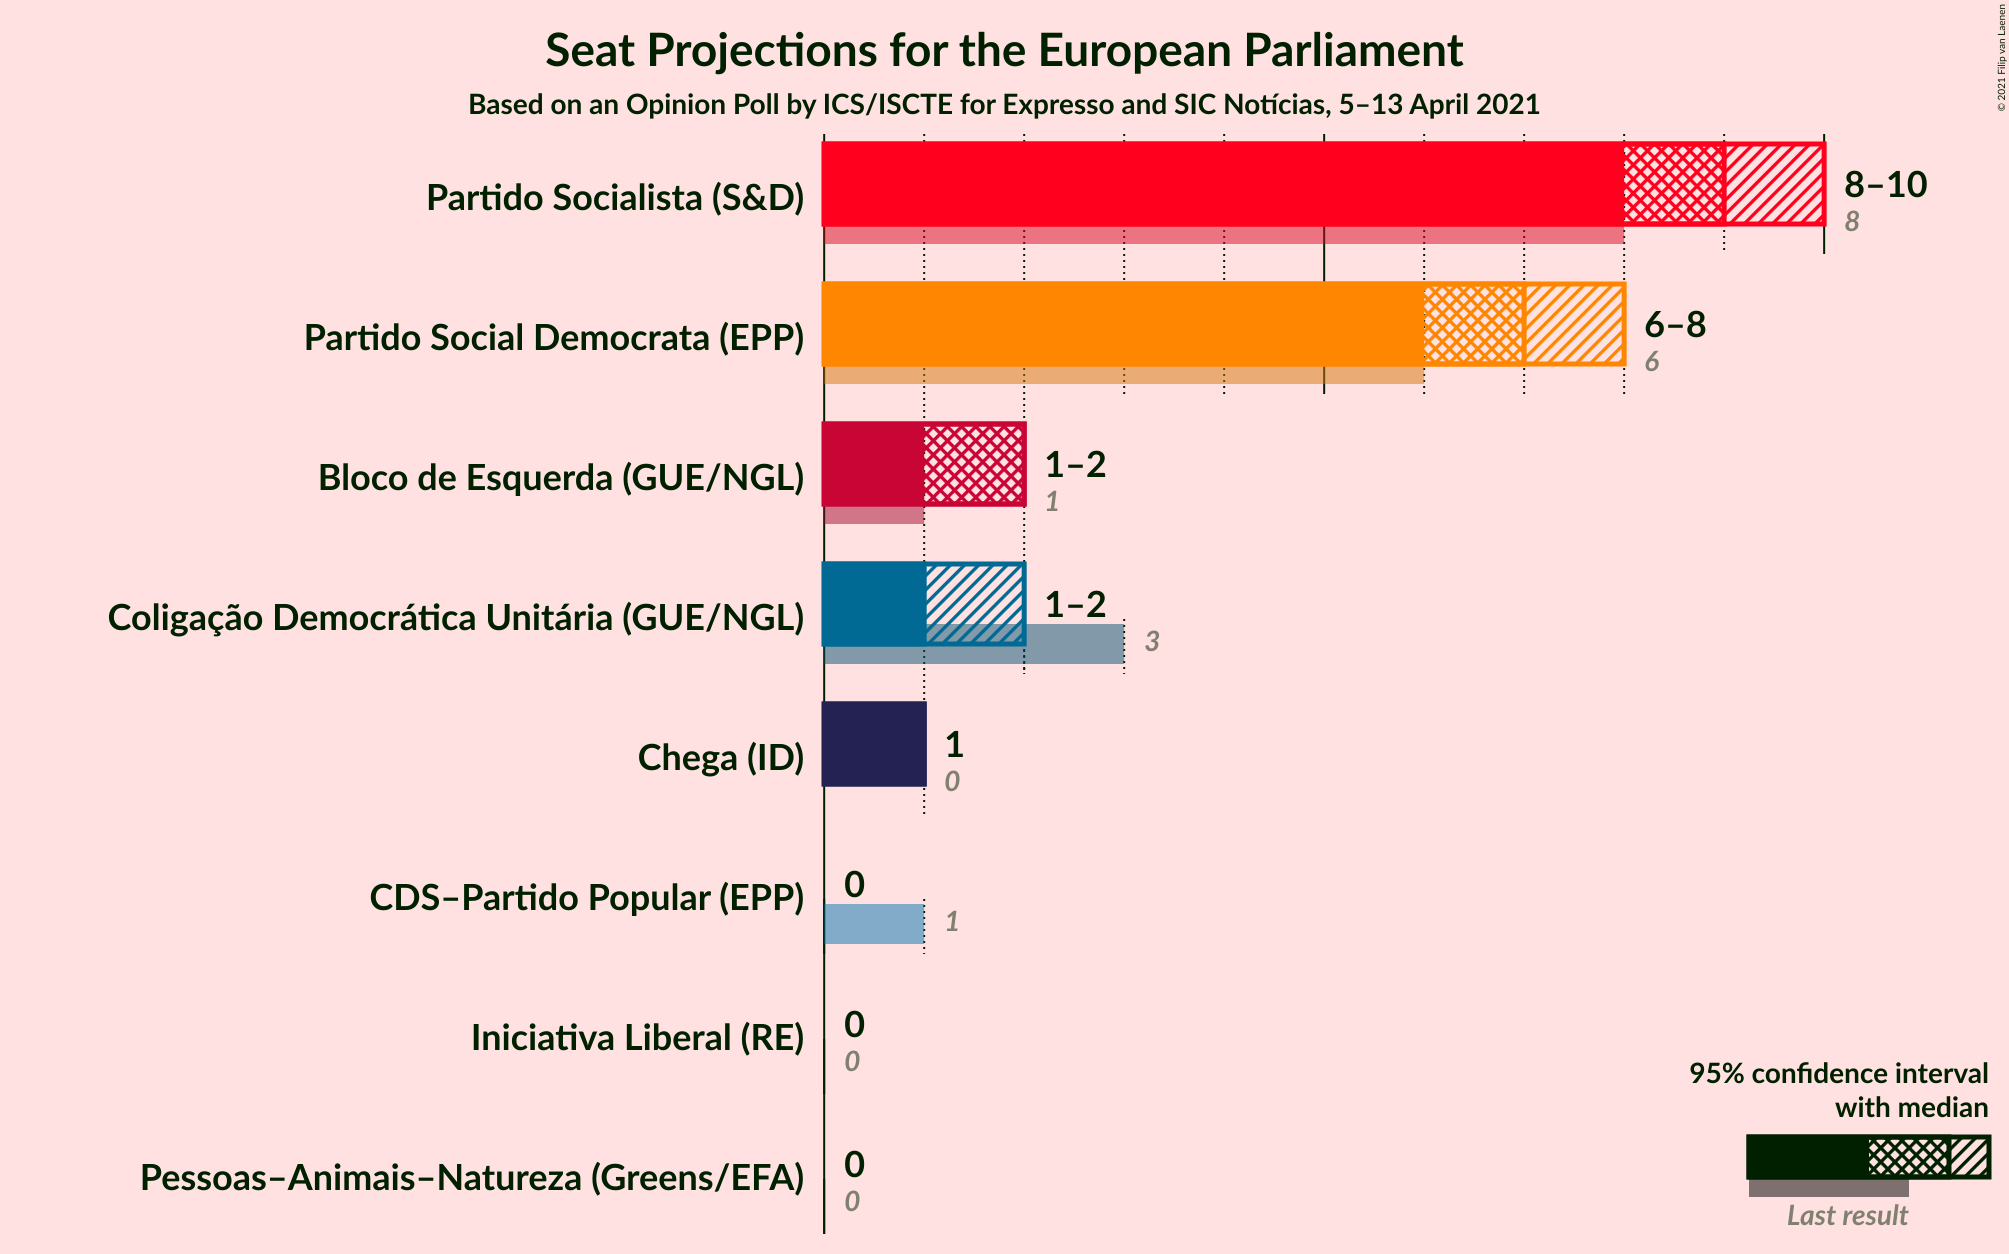 Seat Projections for the European Parliament
Based on an Opinion Poll by ICS/ISCTE for Expresso and SIC Notícias, 5–13 April 2021
© 2021 Filip van Laenen
Partido Socialista (S&D)
8–10
8
Partido Social Democrata (EPP)
6–8
6
Bloco de Esquerda (GUE/NGL)
1–2
1
Coligação Democrática Unitária (GUE/NGL)
1–2
3
Chega (ID)
1
0
CDS–Partido Popular (EPP)
0
1
Iniciativa Liberal (RE)
0
0
Pessoas–Animais–Natureza (Greens/EFA)
0
0
95% confidence interval
with median
Last result